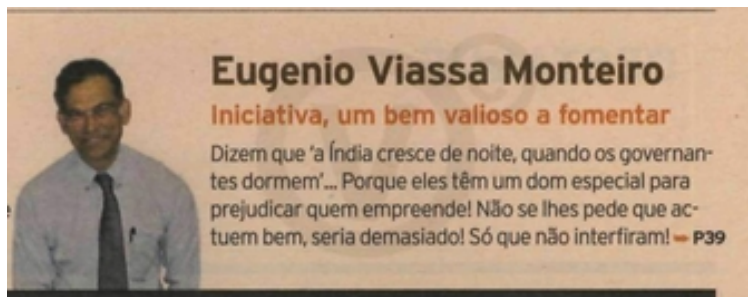 Eugenio Viassa Monteiro
Iniciativa, um bem valioso a fomentar
Dizem que 'a Índia cresce de noite, quando os governan-
tes dormem'... Porque eles têm um dom especial para
prejudicar quem empreende! Não se lhes pede que ac-
tuem bem, seria demasiado! Só que não interfiram! P39